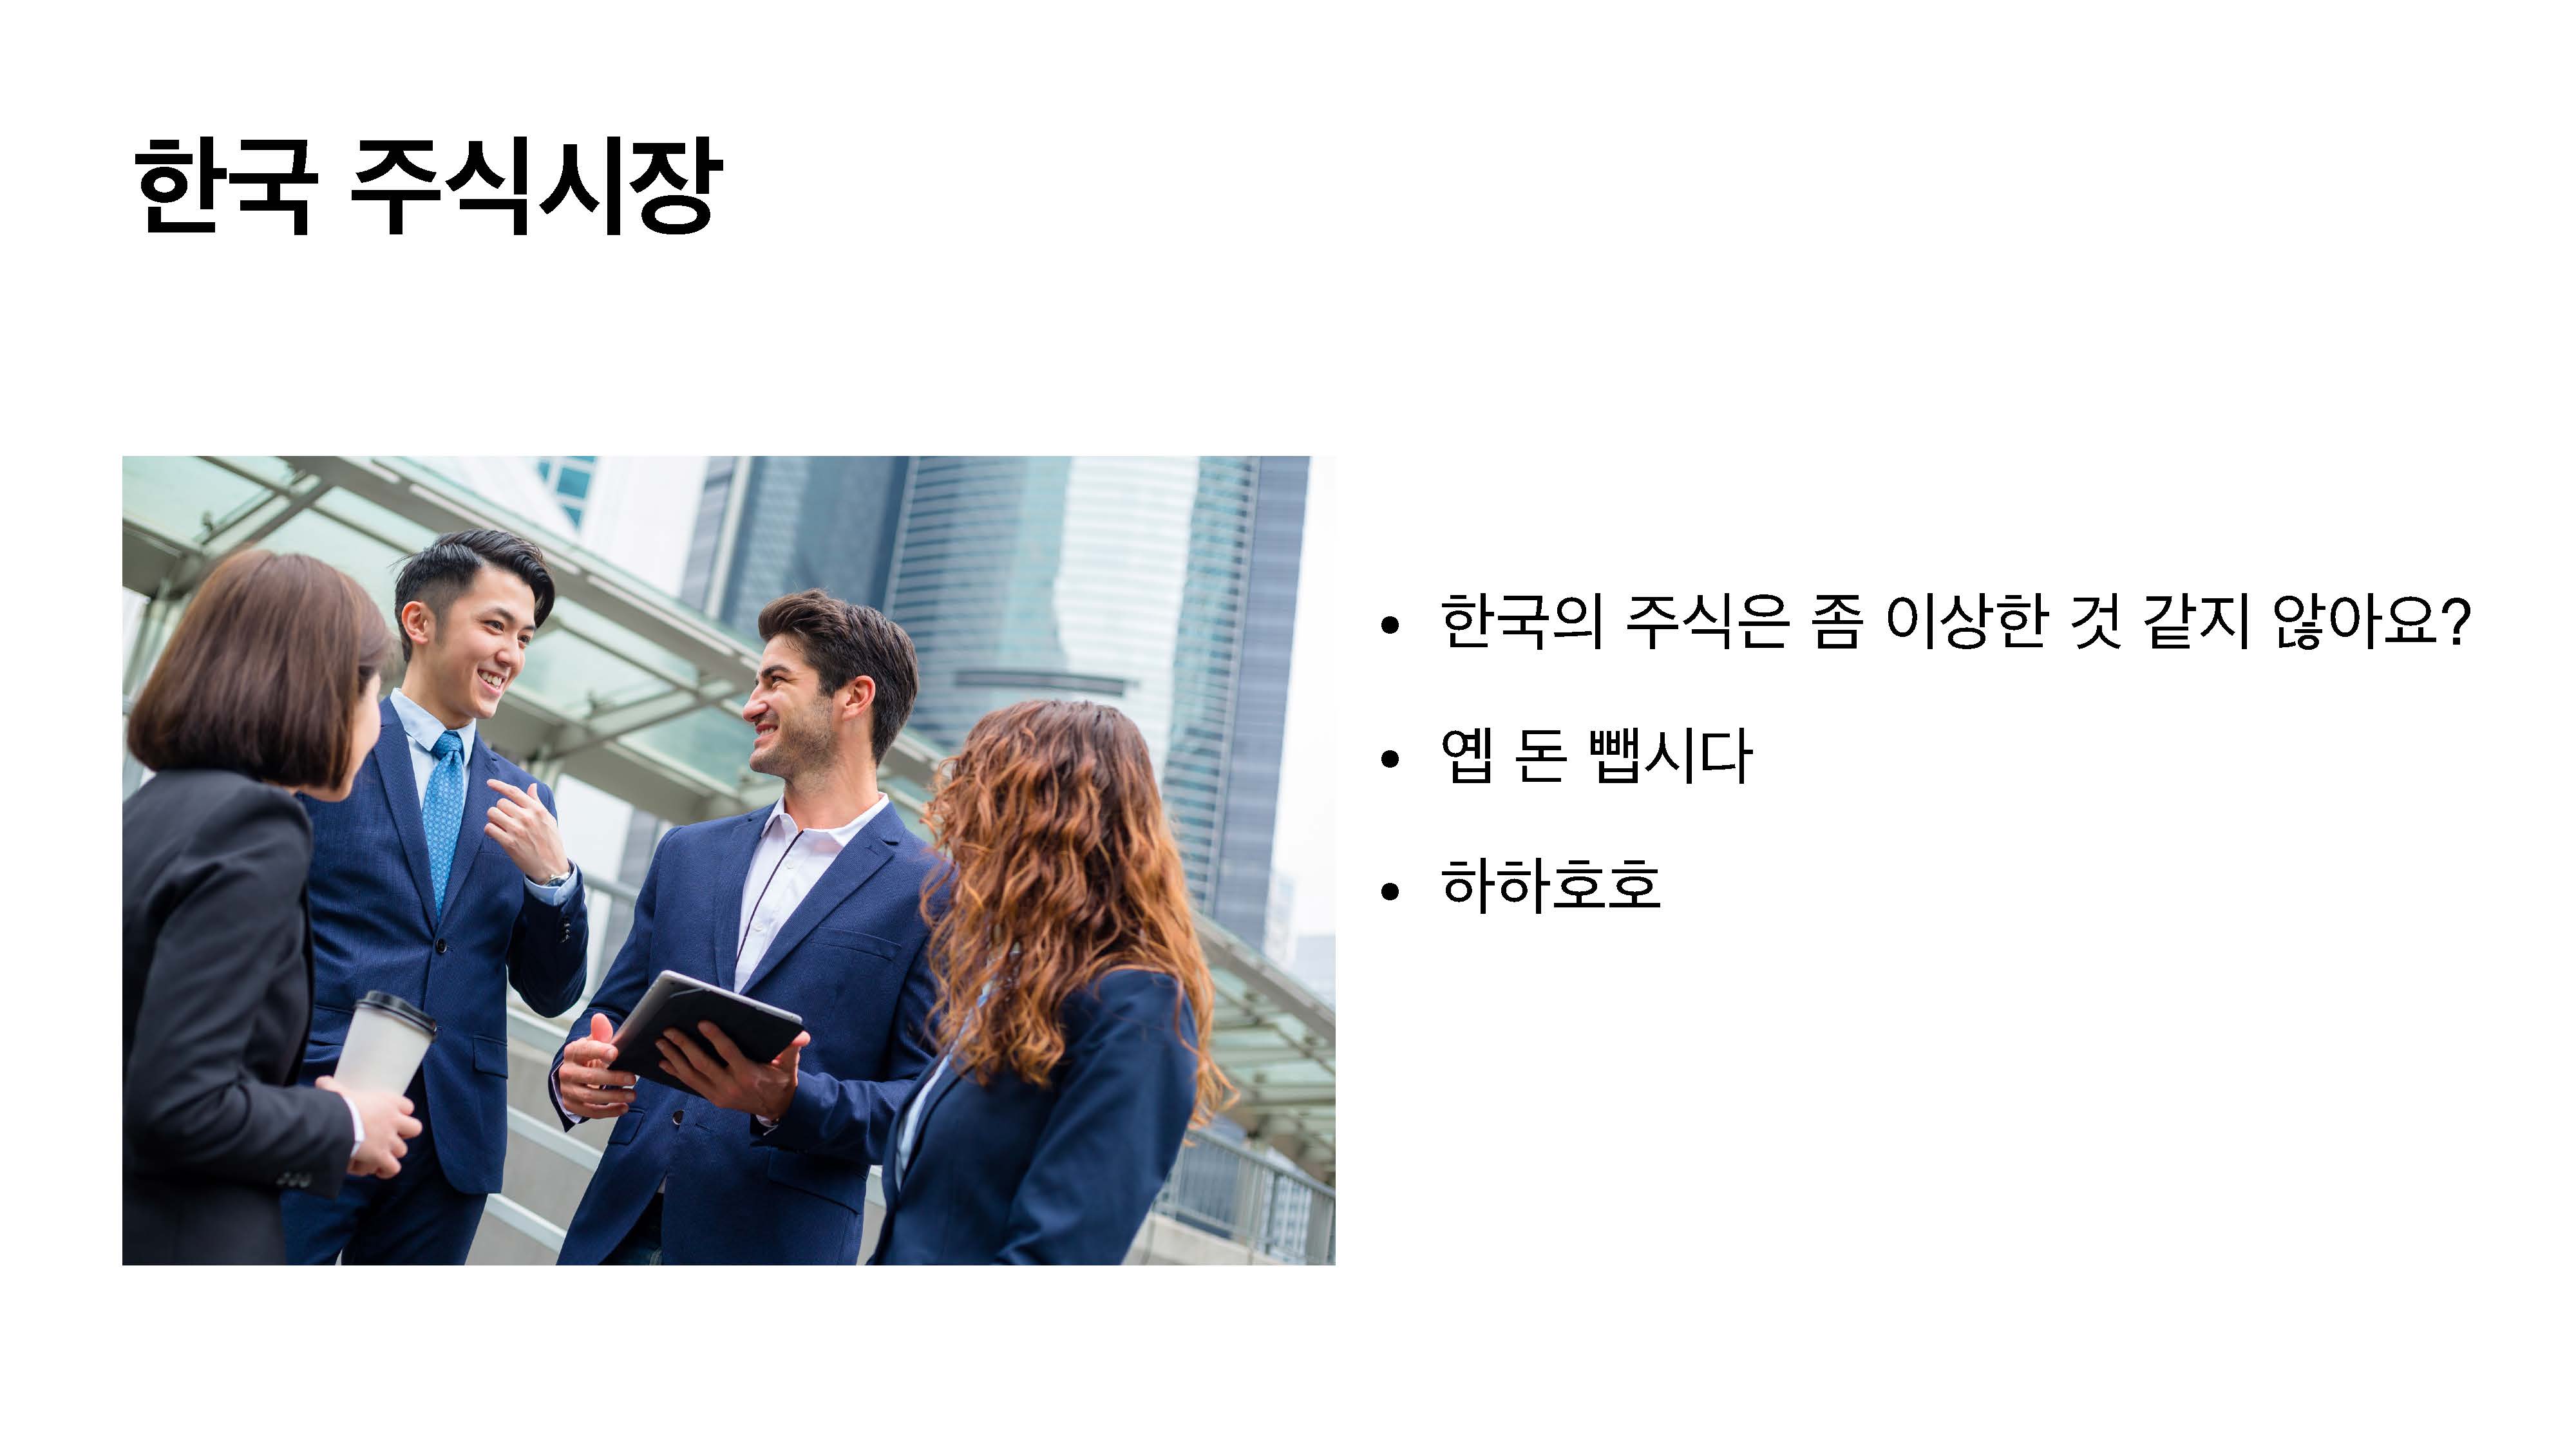 한국 주식시장
• 한국의 주식은 좀 이상한 것 같지 않아요?
• 옙 돈 뺍시다
• 하하호호